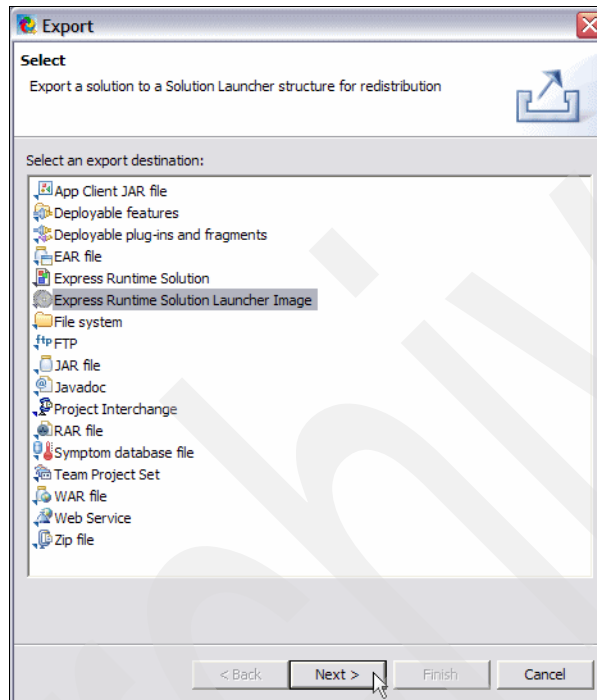 Export
Select
Export a solution to a Solution Launcher structure for redistribution
Select an export destination:
App Client JAR file
Deployable features
Deployable plug-ins and fragments
EAR file
Express Runtime Solution
Express Runtime Solution Launcher Image
File system
ftp FTP
JAR file
Javadoc
Project Interchange
RAR file
Symptom database file
Team Project Set
WAR file
Web Service
Zip file
< Back Next > Finish Cancel